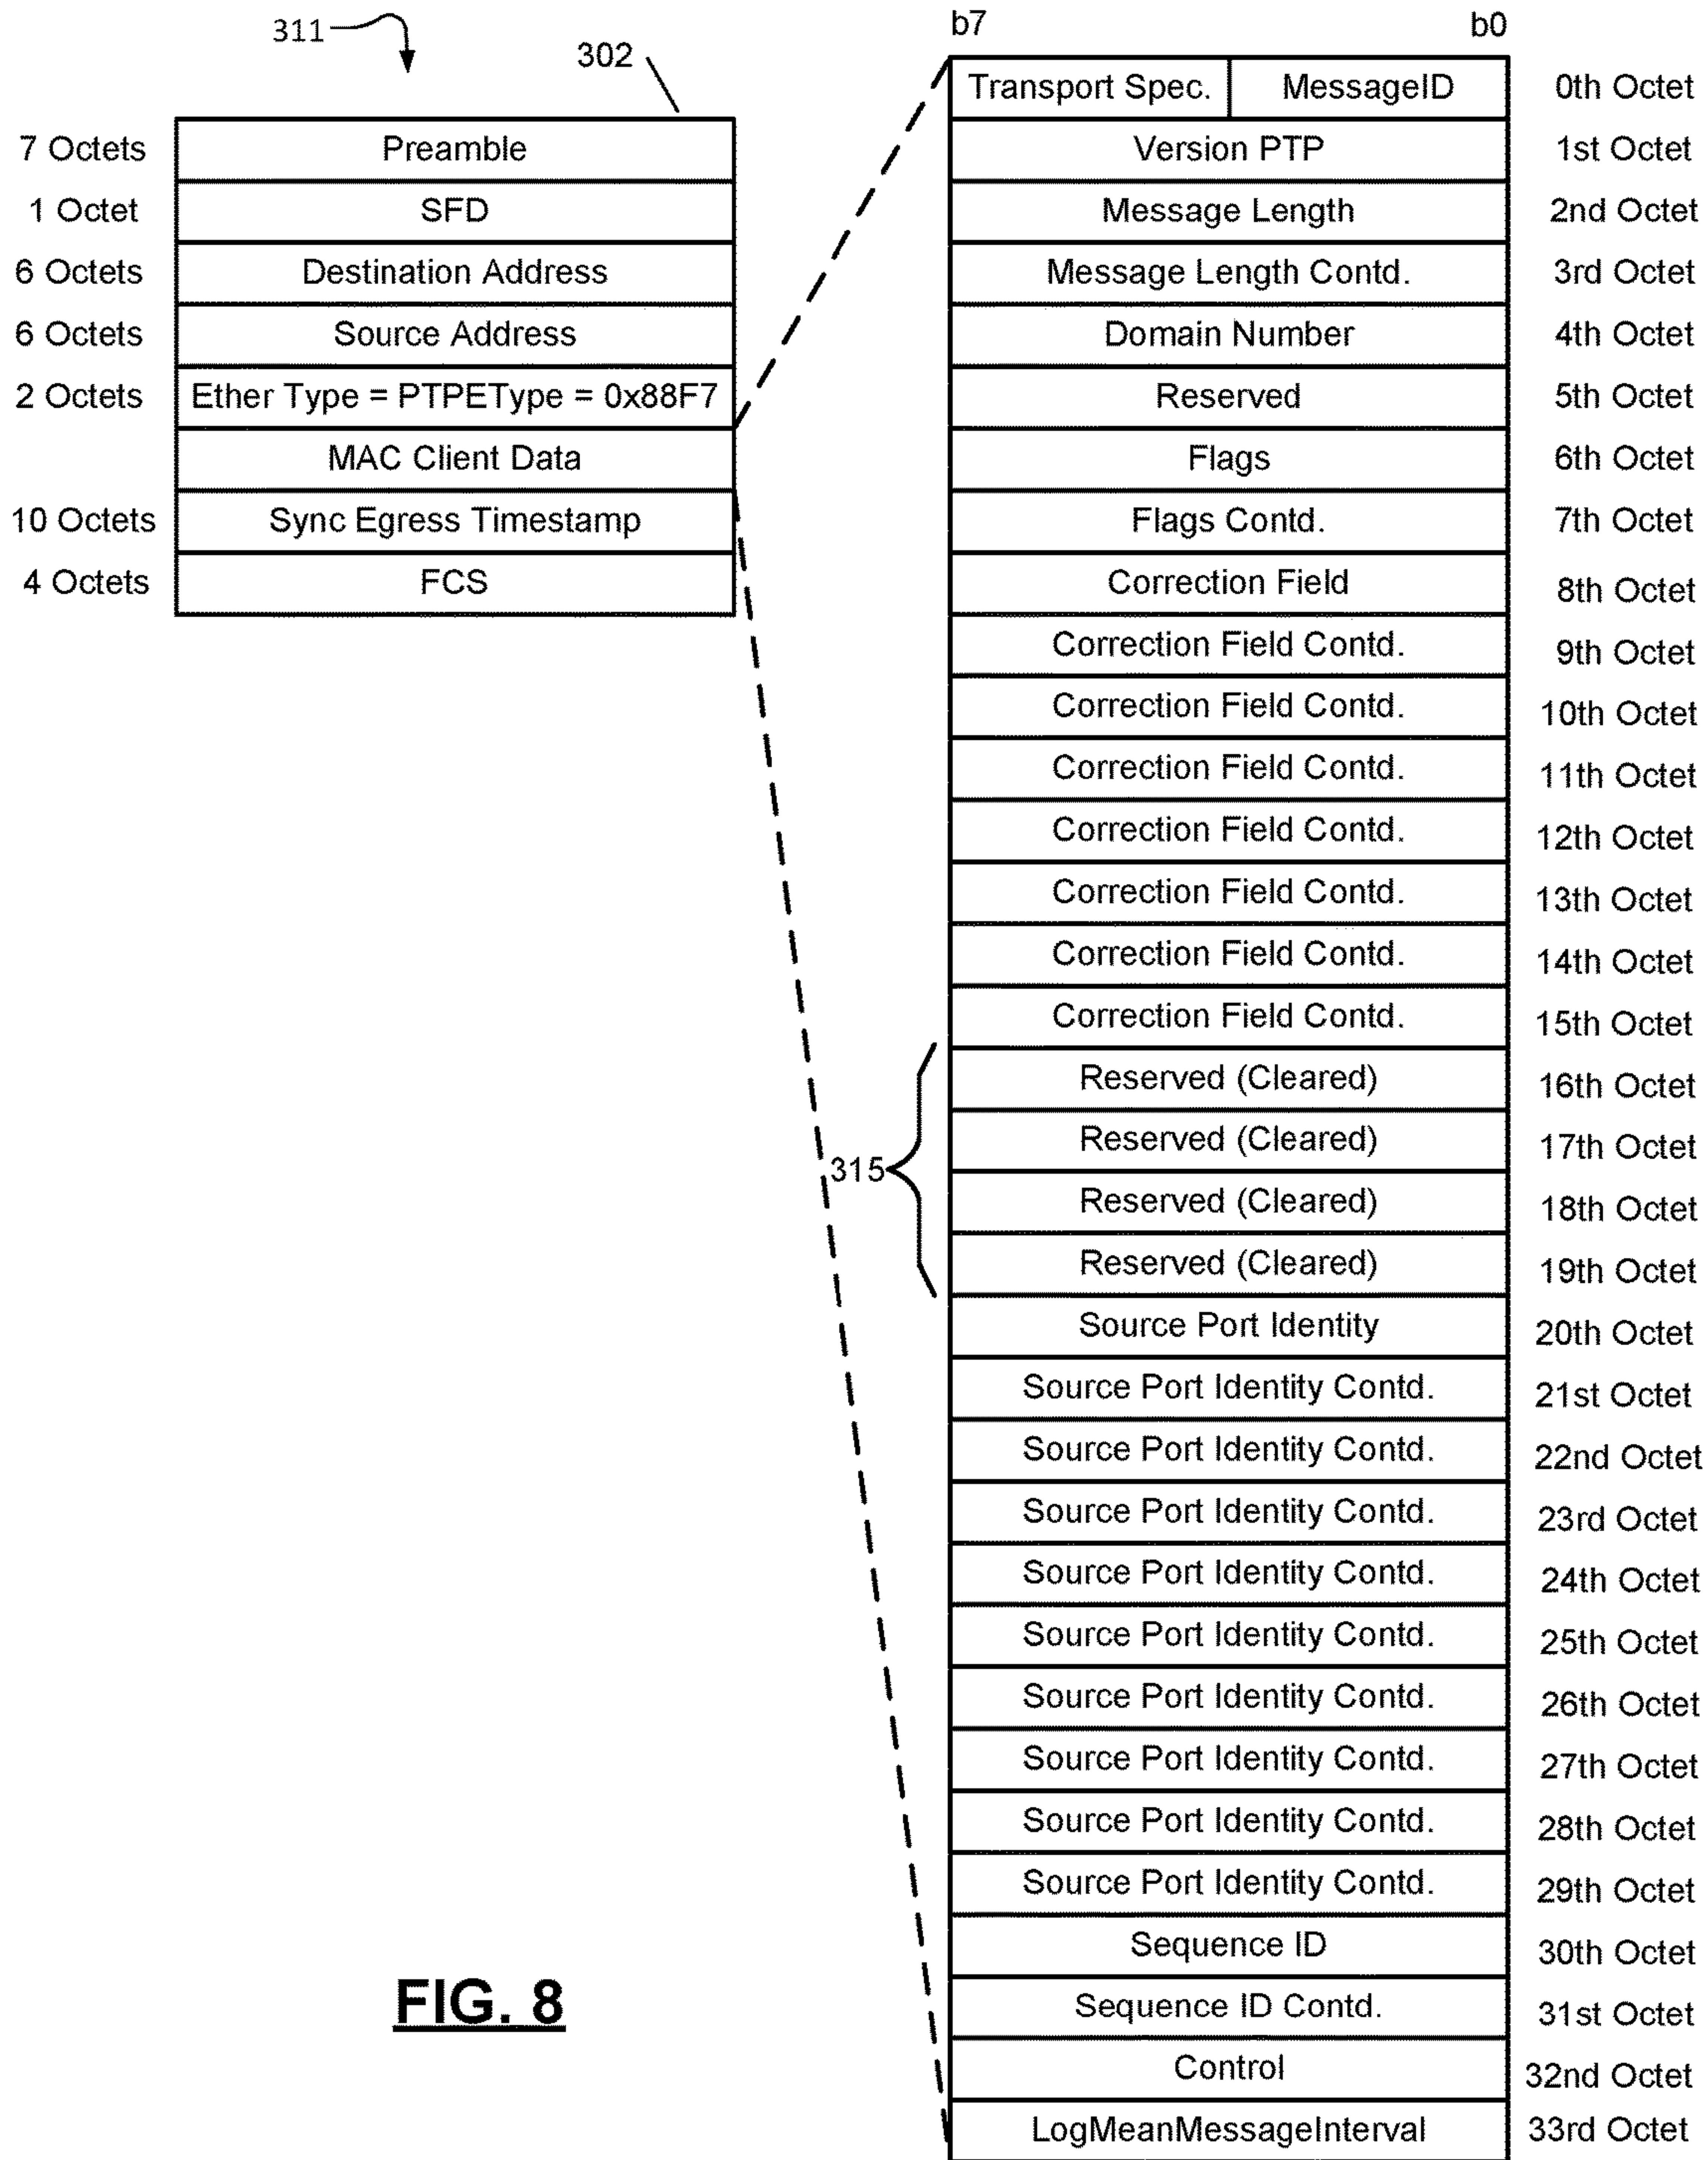 311
302
7 Octets Preamble
1 Octet SFD
6 Octets Destination Address
6 Octets Source Address
2 Octets Ether Type = PTPEType = 0x88F7
MAC Client Data
10 Octets Sync Egress Timestamp
4 Octets FCS
b7 b0
Transport Spec. MessageID 0th Octet
Version PTP 1st Octet
Message Length 2nd Octet
Message Length Contd. 3rd Octet
Domain Number 4th Octet
Reserved 5th Octet
Flags 6th Octet
Flags Contd. 7th Octet
Correction Field 8th Octet
Correction Field Contd. 9th Octet
Correction Field Contd. 10th Octet
Correction Field Contd. 11th Octet
Correction Field Contd. 12th Octet
Correction Field Contd. 13th Octet
Correction Field Contd. 14th Octet
Correction Field Contd. 15th Octet
315
Reserved (Cleared) 16th Octet
Reserved (Cleared) 17th Octet
Reserved (Cleared) 18th Octet
Reserved (Cleared) 19th Octet
Source Port Identity 20th Octet
Source Port Identity Contd. 21st Octet
Source Port Identity Contd. 22nd Octet
Source Port Identity Contd. 23rd Octet
Source Port Identity Contd. 24th Octet
Source Port Identity Contd. 25th Octet
Source Port Identity Contd. 26th Octet
Source Port Identity Contd. 27th Octet
Source Port Identity Contd. 28th Octet
Source Port Identity Contd. 29th Octet
Sequence ID 30th Octet
Sequence ID Contd. 31st Octet
Control 32nd Octet
LogMeanMessageInterval 33rd Octet
FIG. 8